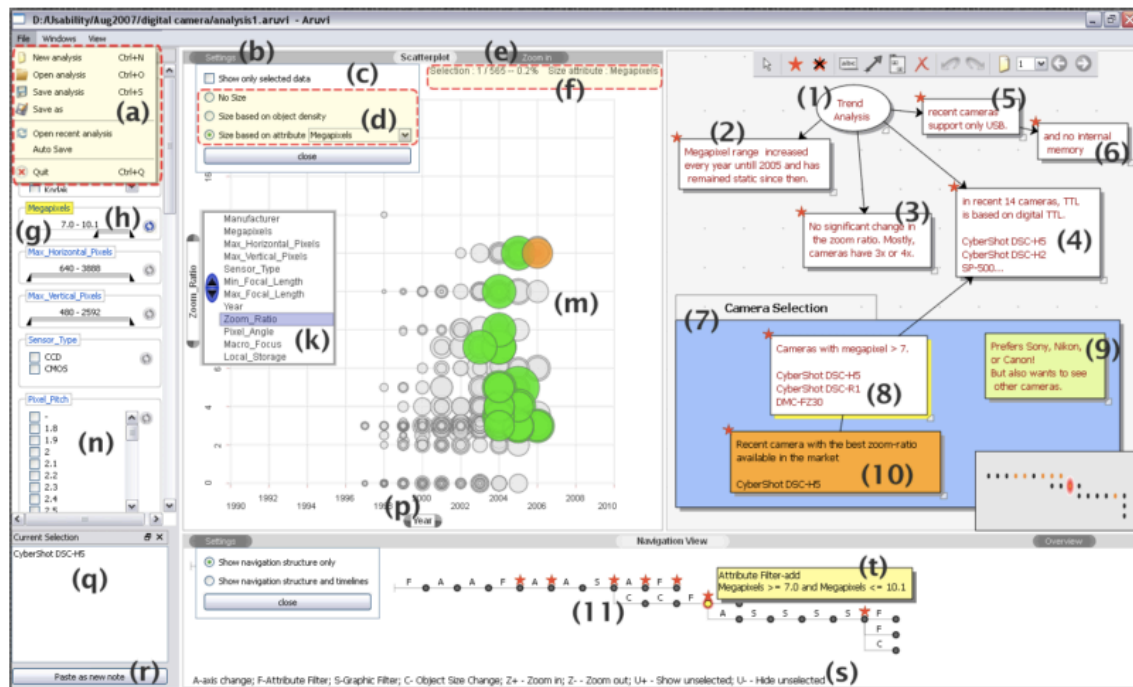 D:/Usability/Aug2007/digital camera/analysis1.aruvi - Aruvi
File Windows View
New analysis Ctrl+N
Open analysis Ctrl+O
Save analysis Ctrl+S
Save as
(a)
Open recent analysis
Auto Save
Quit Ctrl+Q
Kodak
Megapixels
7.0 - 10.1
(h)
(g)
Max_Horizontal_Pixels
640 - 3888
Max_Vertical_Pixels
480 - 2592
Sensor_Type
CCD
CMOS
Pixel_Pitch
-
1.8
1.9
2
2.1
2.2
2.3
2.4
2.5
(n)
Current Selection
CyberShot DSC-H5
(q)
(r)
Paste as new note
Settings
(b)
Scatterplot
(e)
Zoom in
Show only selected data
(c)
No Size
Size based on object density
(d)
Size based on attribute Megapixels
close
Selection : 1 / 565 -- 0.2% Size attribute : Megapixels
(f)
16
Zoom_Ratio
Manufacturer
Megapixels
Max_Horizontal_Pixels
Max_Vertical_Pixels
Sensor_Type
Min_Focal_Length
Max_Focal_Length
Year
Zoom_Ratio
Pixel_Angle
Macro_Focus
Local_Storage
(k)
(m)
4
2
0
1992 1996 2000 2004 2008
1990 1994 1998 2002 2006 2010
(p)
Year
abc
1
(1)
Trend
Analysis
(2)
Megapixel range increased
every year untill 2005 and has
remained static since then.
(5)
recent cameras
support only USB.
and no internal
memory
(6)
(3)
No significant change in
the zoom ratio. Mostly,
cameras have 3x or 4x.
in recent 14 cameras, TTL
is based on digital TTL.
CyberShot DSC-H5
CyberShot DSC-H2
SP-500...
(4)
Camera Selection
(7)
Cameras with megapixel > 7.
CyberShot DSC-H5
CyberShot DSC-R1
DMC-FZ30
(8)
Prefers Sony, Nikon,
or Canon!
But also wants to see
other cameras.
(9)
Recent camera with the best zoom-ratio
available in the market
CyberShot DSC-H5
(10)
Settings
Navigation View
Overview
Show navigation structure only
Show navigation structure and timelines
close
F A A F A A S A F
C C F
A S S S S F
F
C
(11)
(t)
Attribute Filter-add
Megapixels >= 7.0 and Megapixels <= 10.1
(s)
A-axis change; F-Attribute Filter; S-Graphic Filter; C- Object Size Change; Z+ - Zoom in; Z- - Zoom out; U+ - Show unselected; U- - Hide unselected